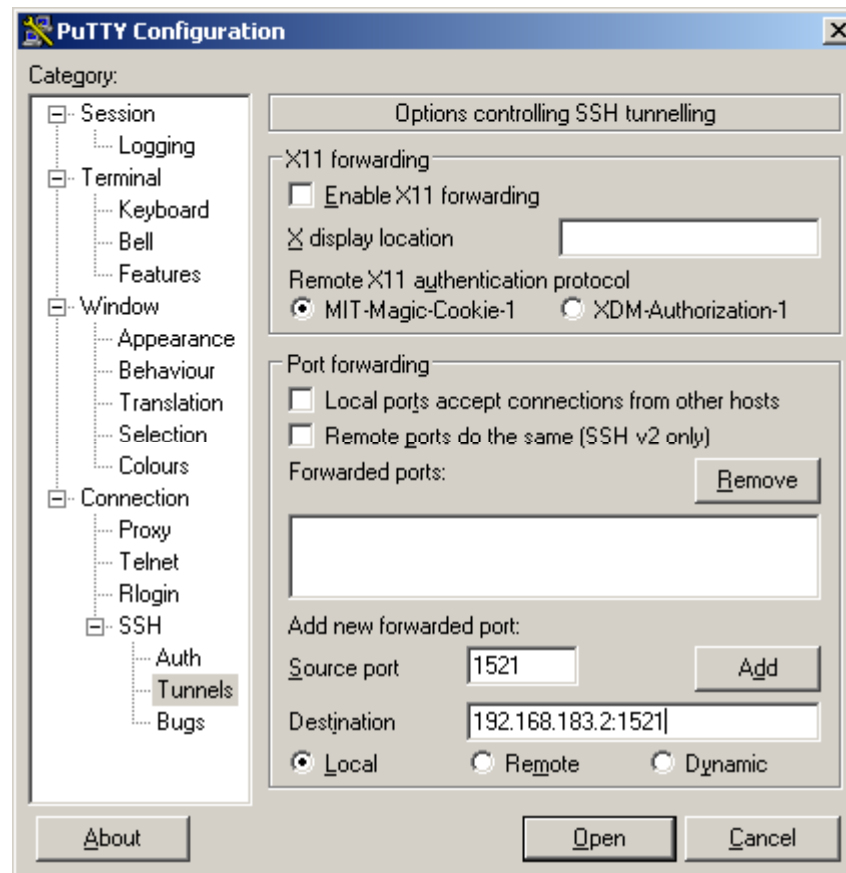 PuTTY Configuration
Category:
Session
Logging
Terminal
Keyboard
Bell
Features
Window
Appearance
Behaviour
Translation
Selection
Colours
Connection
Proxy
Telnet
Rlogin
SSH
Auth
Tunnels
Bugs
Options controlling SSH tunnelling
X11 forwarding
Enable X11 forwarding
X display location
Remote X11 authentication protocol
MIT-Magic-Cookie-1 XDM-Authorization-1
Port forwarding
Local ports accept connections from other hosts
Remote ports do the same (SSH v2 only)
Forwarded ports: Remove
Add new forwarded port:
Source port 1521 Add
Destination 192.168.183.2:1521
Local Remote Dynamic
About Open Cancel